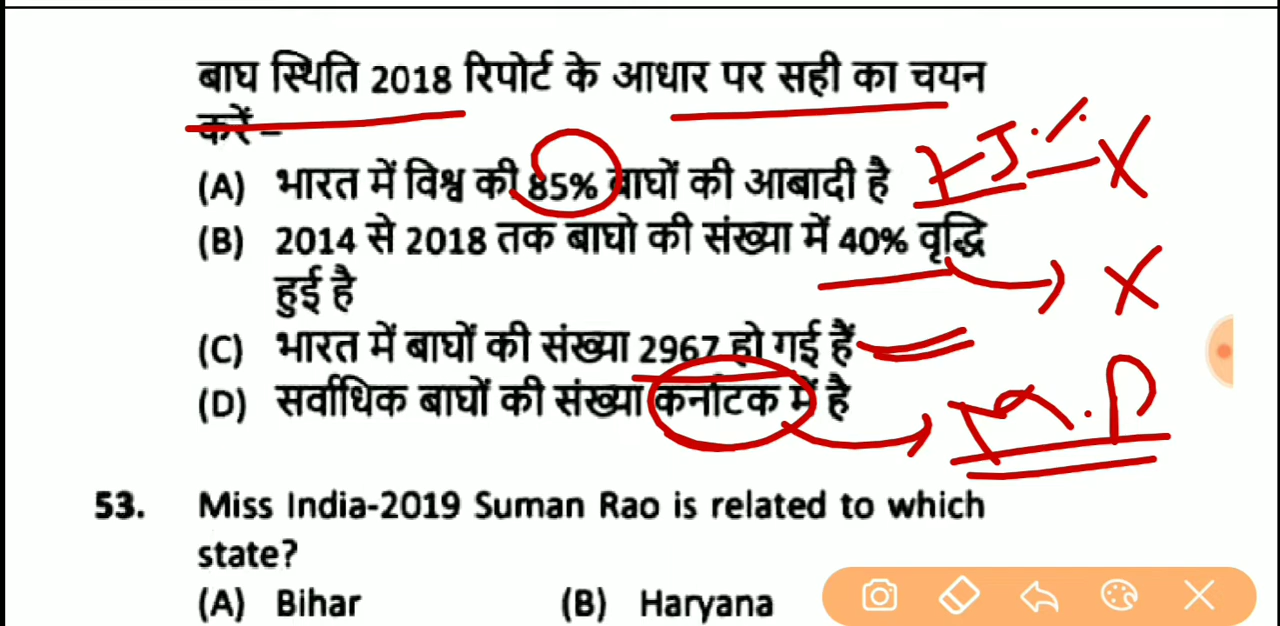 बाघ स्थिति 2018 रिपोर्ट के आधार पर सही का चयन
करें –
(A) भारत में विश्व की 85% बाघों की आबादी है
(B) 2014 से 2018 तक बाघो की संख्या में 40% वृद्धि
हुई है
(C) भारत में बाघों की संख्या 2967 हो गई हैं
(D) सर्वाधिक बाघों की संख्या कर्नाटक में है
M.P
53. Miss India-2019 Suman Rao is related to which
state?
(A) Bihar (B) Haryana